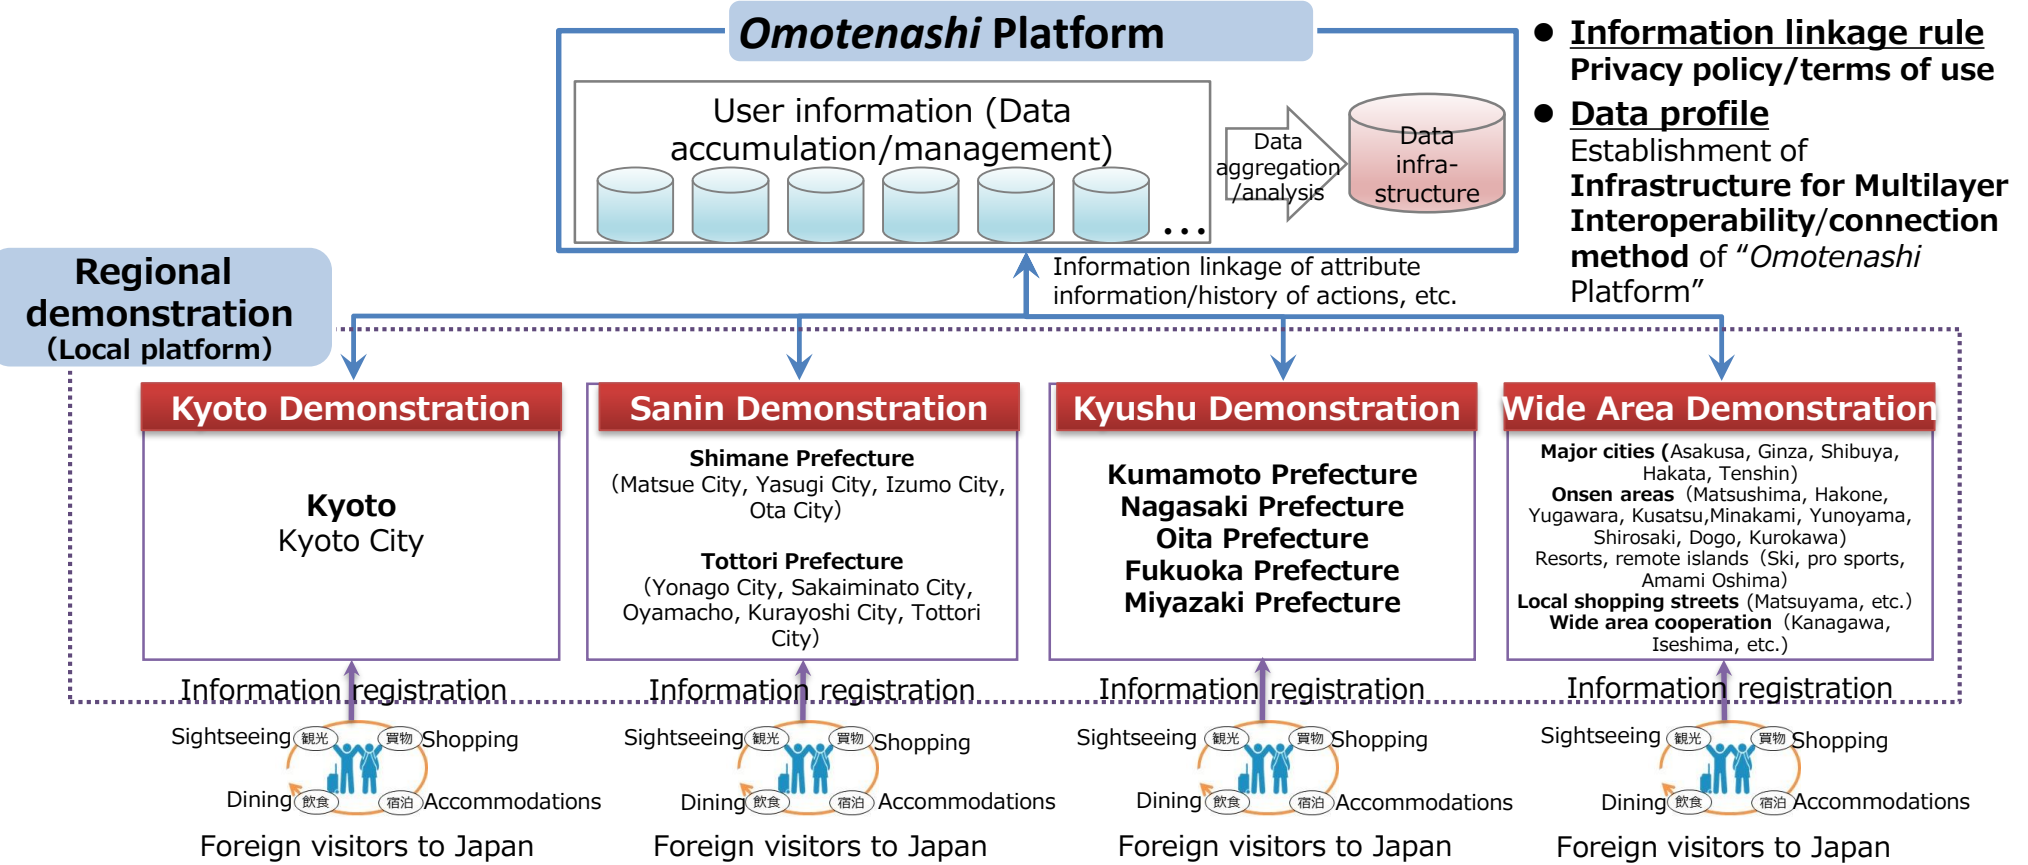 Omotenashi Platform
User information (Data
accumulation/management)
...
Data
aggregation
/analysis
Data
infra-
structure
● Information linkage rule
Privacy policy/terms of use
● Data profile
Establishment of
Infrastructure for Multilayer
Interoperability/connection
method of “Omotenashi
Platform”
Information linkage of attribute
information/history of actions, etc.
Regional
demonstration
（Local platform）
Kyoto Demonstration
Kyoto
Kyoto City
Sanin Demonstration
Shimane Prefecture
（Matsue City, Yasugi City, Izumo City,
Ota City）
Tottori Prefecture
（Yonago City, Sakaiminato City,
Oyamacho, Kurayoshi City, Tottori
City）
Kyushu Demonstration
Kumamoto Prefecture
Nagasaki Prefecture
Oita Prefecture
Fukuoka Prefecture
Miyazaki Prefecture
Wide Area Demonstration
Major cities (Asakusa, Ginza, Shibuya,
Hakata, Tenshin）
Onsen areas（Matsushima, Hakone,
Yugawara, Kusatsu,Minakami, Yunoyama,
Shirosaki, Dogo, Kurokawa）
Resorts, remote islands（Ski, pro sports,
Amami Oshima）
Local shopping streets (Matsuyama, etc.）
Wide area cooperation（Kanagawa,
Iseshima, etc.）
Information registration
Sightseeing 観光 買物 Shopping
Dining 飲食 宿泊 Accommodations
Foreign visitors to Japan
Information registration
Sightseeing 観光 買物 Shopping
Dining 飲食 宿泊 Accommodations
Foreign visitors to Japan
Information registration
Sightseeing 観光 買物 Shopping
Dining 飲食 宿泊 Accommodations
Foreign visitors to Japan
Information registration
Sightseeing 観光 買物 Shopping
Dining 飲食 宿泊 Accommodations
Foreign visitors to Japan